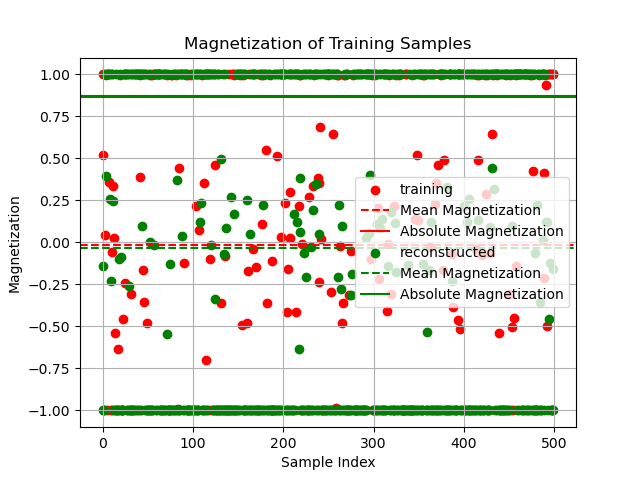 Magnetization of Training Samples
Magnetization
1.00
0.75
0.50
0.25
0.00
−0.25
−0.50
−0.75
−1.00
training
Mean Magnetization
Absolute Magnetization
reconstructed
Mean Magnetization
Absolute Magnetization
0 100 200 300 400 500
Sample Index